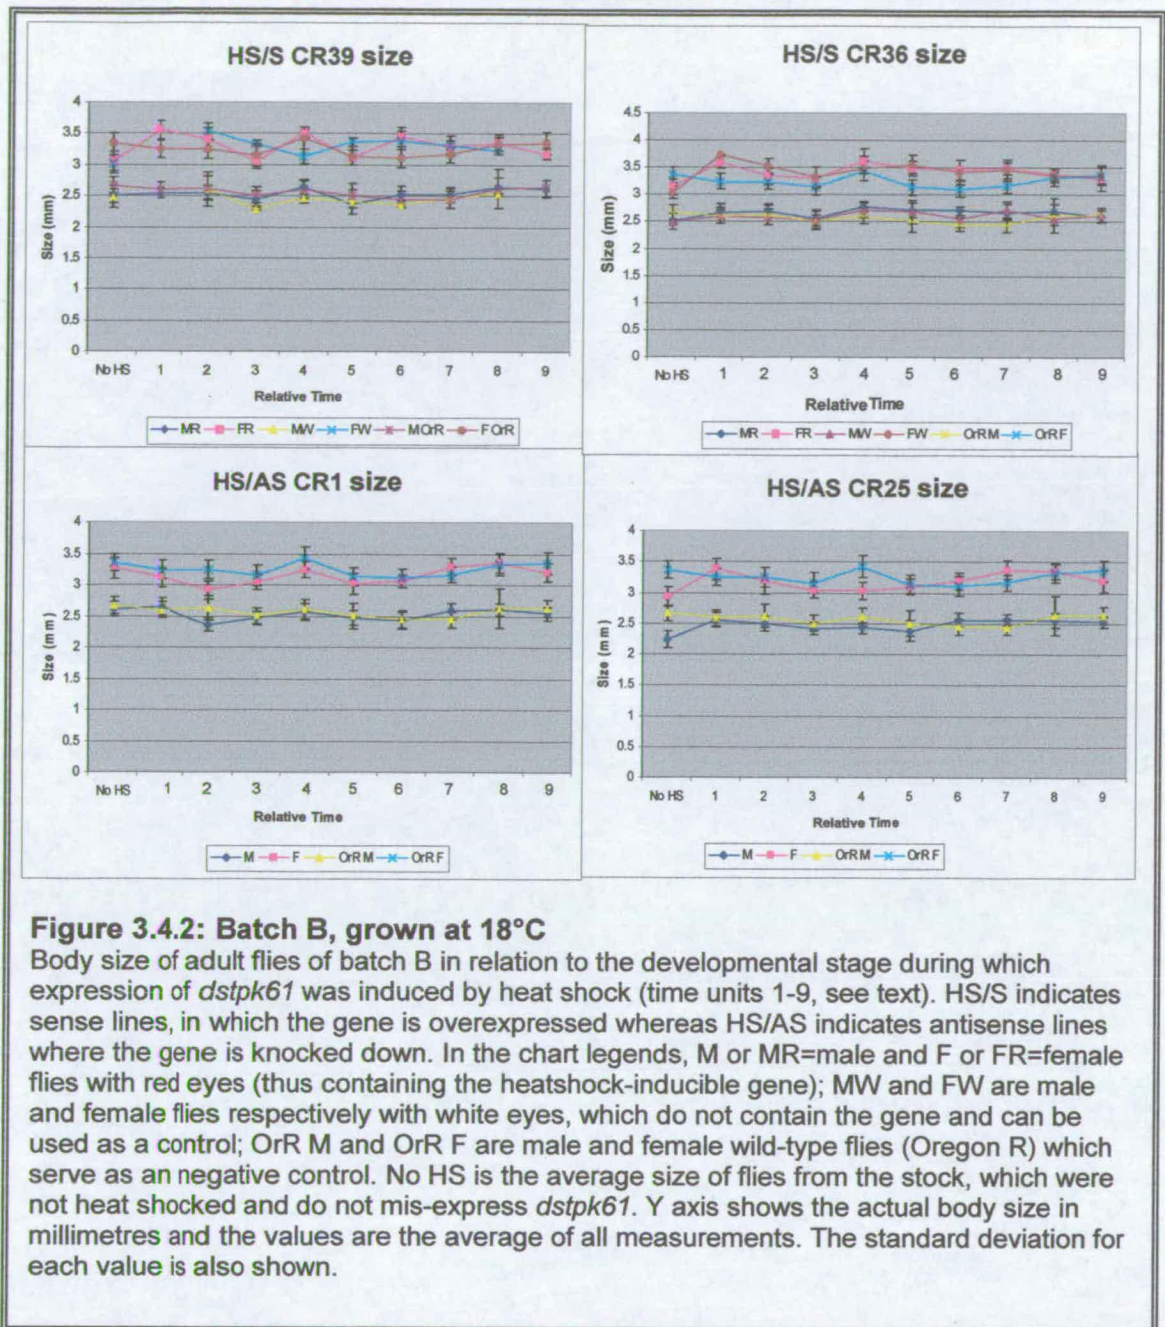 HS/S CR39 size
4
3.5
3
2.5
2
1.5
1
0.5
0
Size (mm)
No HS 1 2 3 4 5 6 7 8 9
Relative Time
MR FR MW FW M OrR F OrR
HS/S CR36 size
4.5
4
3.5
3
2.5
2
1.5
1
0.5
0
Size (mm)
No HS 1 2 3 4 5 6 7 8 9
Relative Time
MR FR MW FW OrR M OrR F
HS/AS CR1 size
4
3.5
3
2.5
2
1.5
1
0.5
0
Size (mm)
No HS 1 2 3 4 5 6 7 8 9
Relative Time
M F OrR M OrR F
HS/AS CR25 size
4
3.5
3
2.5
2
1.5
1
0.5
0
Size (mm)
No HS 1 2 3 4 5 6 7 8 9
Relative Time
M F OrR M OrR F
Figure 3.4.2: Batch B, grown at 18°C
Body size of adult flies of batch B in relation to the developmental stage during which
expression of dstpk61 was induced by heat shock (time units 1-9, see text). HS/S indicates
sense lines, in which the gene is overexpressed whereas HS/AS indicates antisense lines
where the gene is knocked down. In the chart legends, M or MR=male and F or FR=female
flies with red eyes (thus containing the heatshock-inducible gene); MW and FW are male
and female flies respectively with white eyes, which do not contain the gene and can be
used as a control; OrR M and OrR F are male and female wild-type flies (Oregon R) which
serve as an negative control. No HS is the average size of flies from the stock, which were
not heat shocked and do not mis-express dstpk61. Y axis shows the actual body size in
millimetres and the values are the average of all measurements. The standard deviation for
each value is also shown.